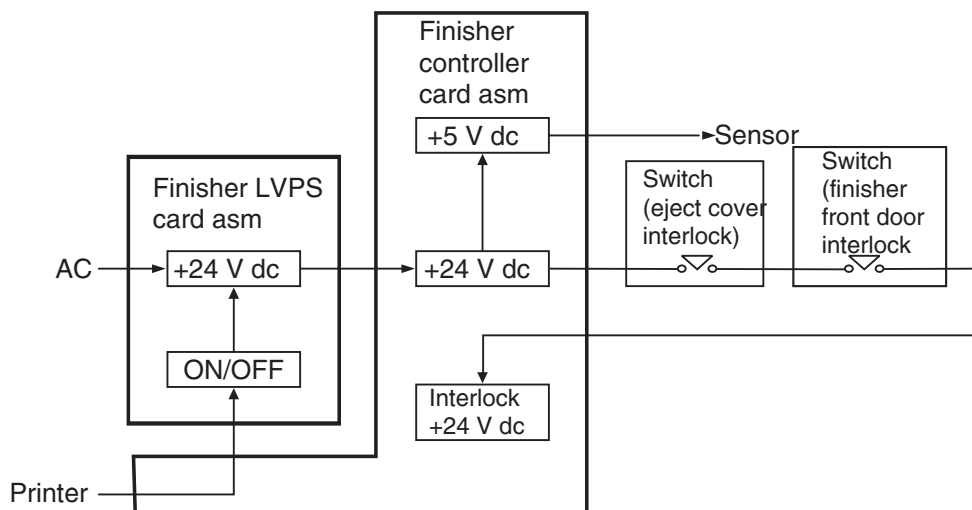 Finisher
controller
card asm
+5 V dc
Sensor
Finisher LVPS
card asm
Switch
(eject cover
interlock)
Switch
(finisher
front door
interlock
AC
+24 V dc
+24 V dc
ON/OFF
Interlock
+24 V dc
Printer